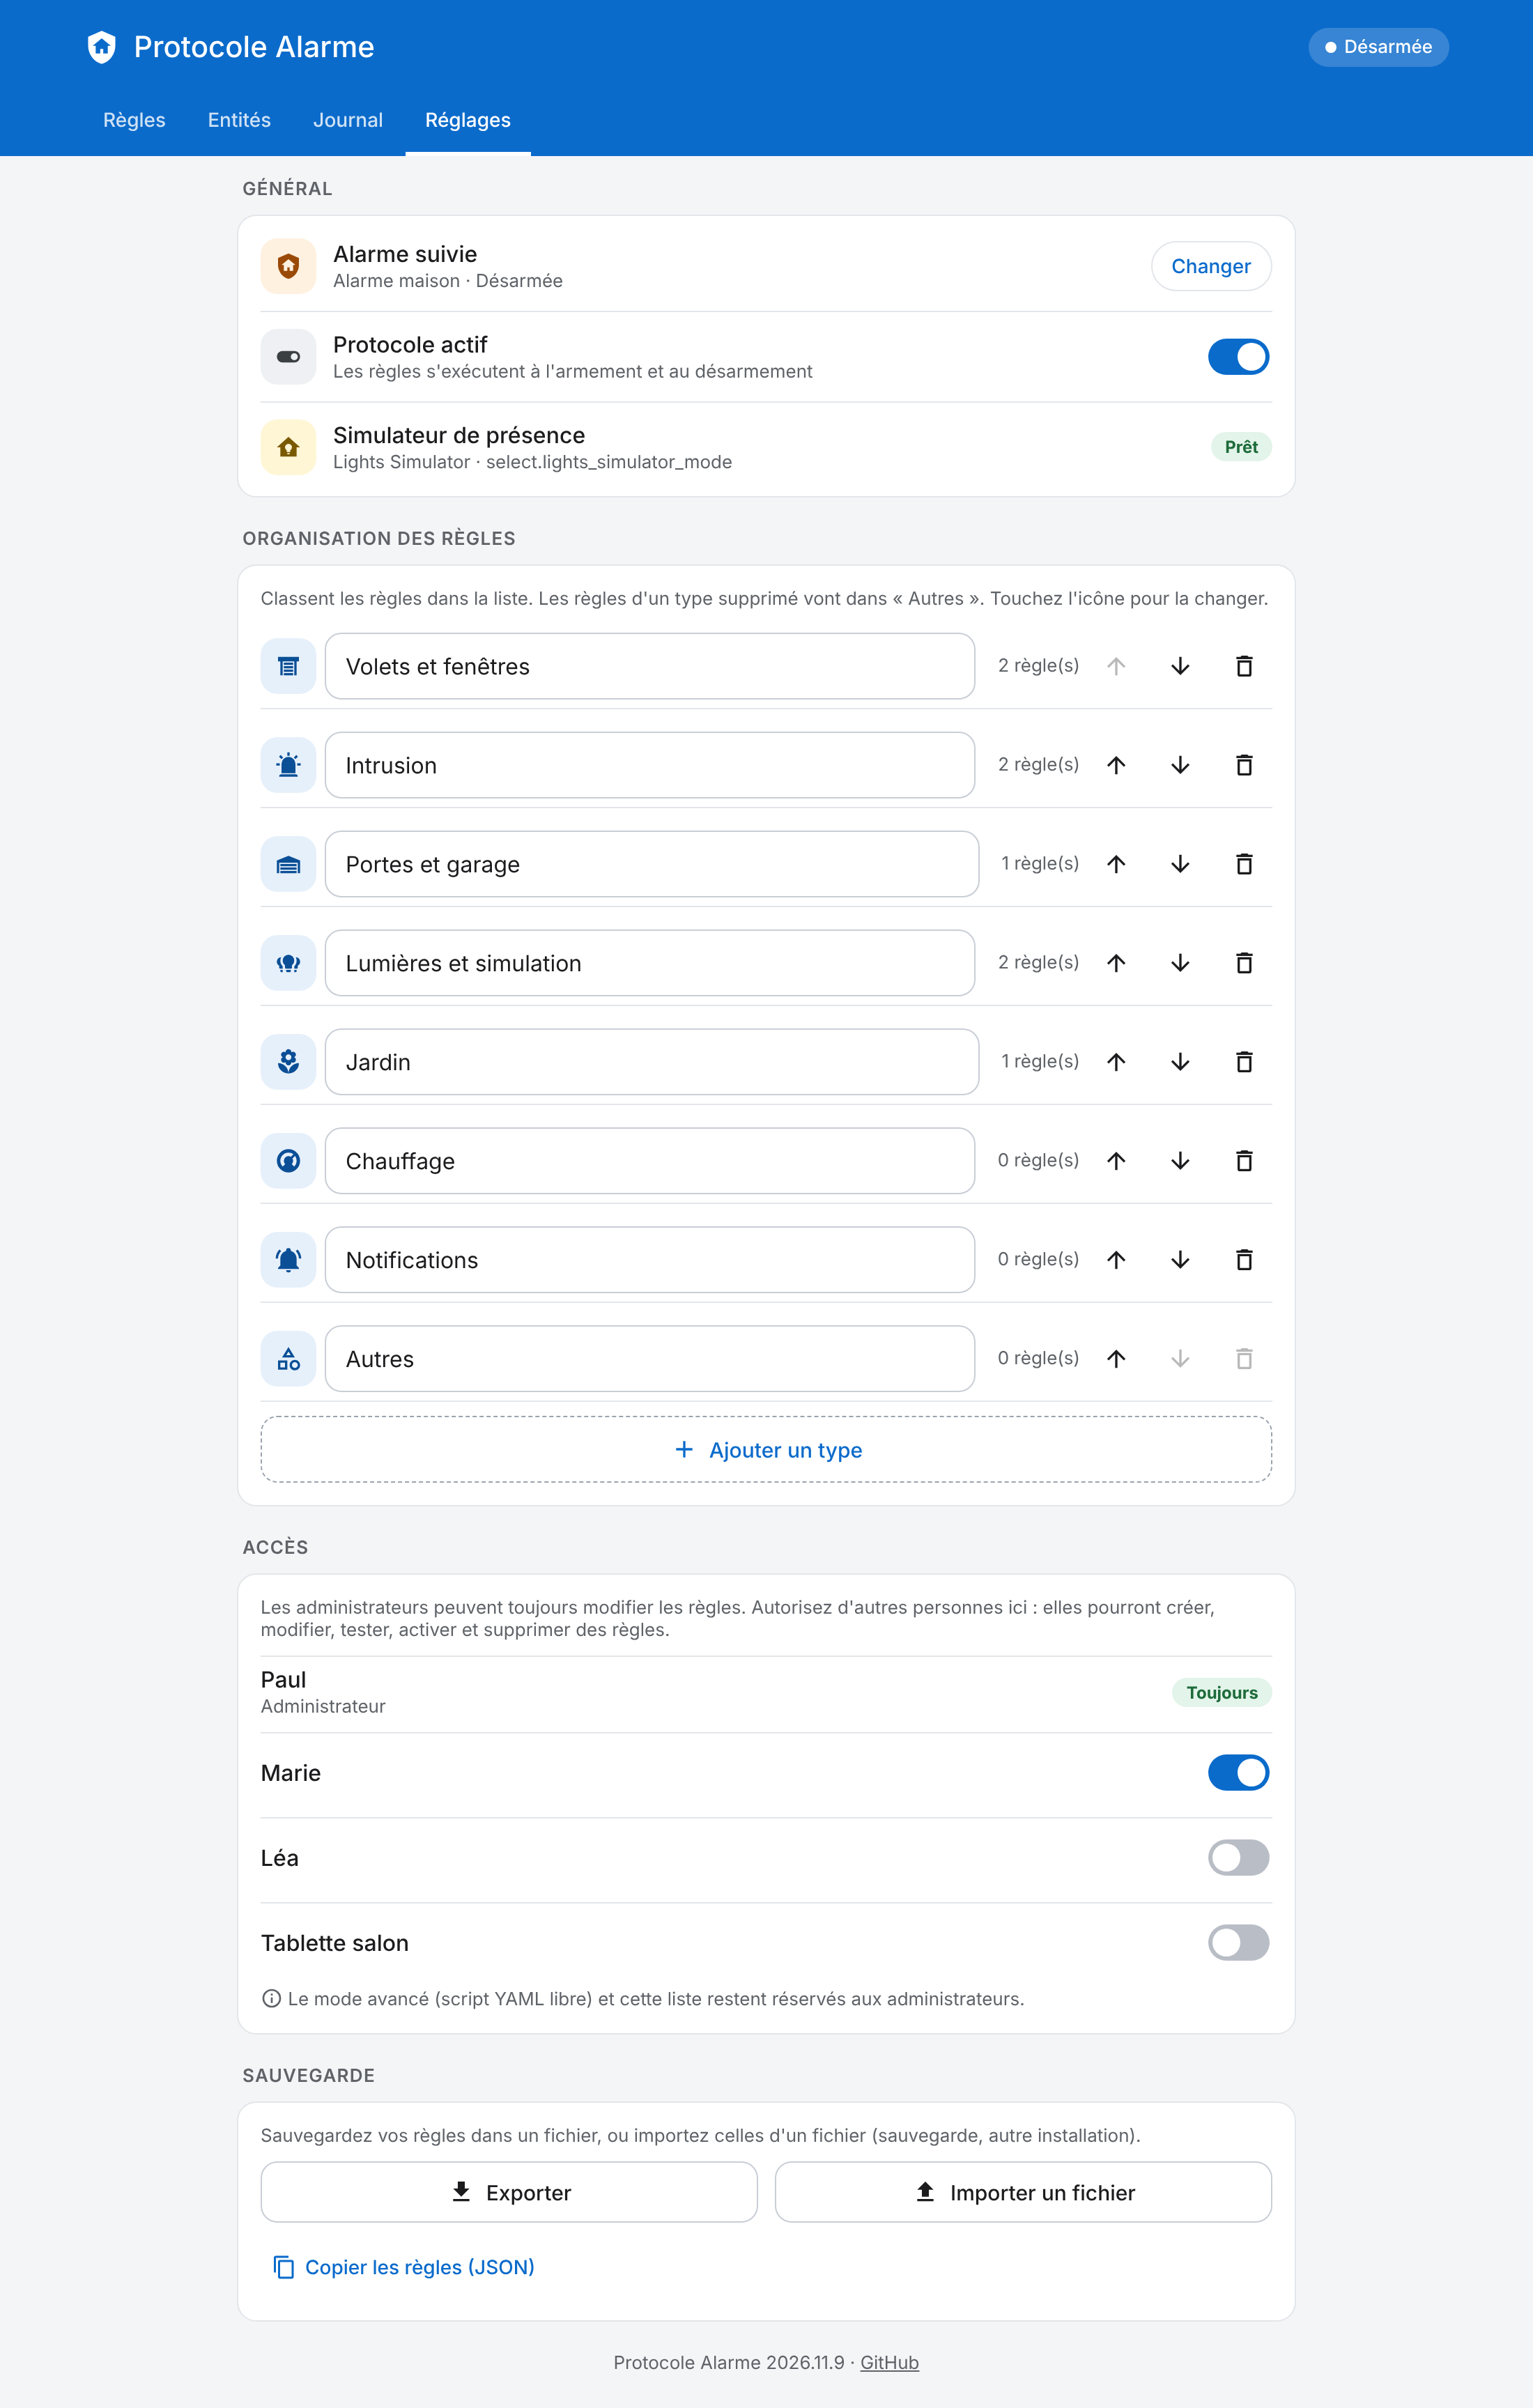 Protocole Alarme
Désarmée
Règles
Entités
Journal
Réglages
GÉNÉRAL
Alarme suivie
Alarme maison · Désarmée
Changer
Protocole actif
Les règles s'exécutent à l'armement et au désarmement
Simulateur de présence
Lights Simulator · select.lights_simulator_mode
Prêt
ORGANISATION DES RÈGLES
Classent les règles dans la liste. Les règles d'un type supprimé vont dans « Autres ». Touchez l'icône pour la changer.
Volets et fenêtres
2 règle(s)
Intrusion
2 règle(s)
Portes et garage
1 règle(s)
Lumières et simulation
2 règle(s)
Jardin
1 règle(s)
Chauffage
0 règle(s)
Notifications
0 règle(s)
Autres
0 règle(s)
Ajouter un type
ACCÈS
Les administrateurs peuvent toujours modifier les règles. Autorisez d'autres personnes ici : elles pourront créer,
modifier, tester, activer et supprimer des règles.
Paul
Administrateur
Toujours
Marie
Léa
Tablette salon
Le mode avancé (script YAML libre) et cette liste restent réservés aux administrateurs.
SAUVEGARDE
Sauvegardez vos règles dans un fichier, ou importez celles d'un fichier (sauvegarde, autre installation).
Exporter
Importer un fichier
Copier les règles (JSON)
Protocole Alarme 2026.11.9 · GitHub